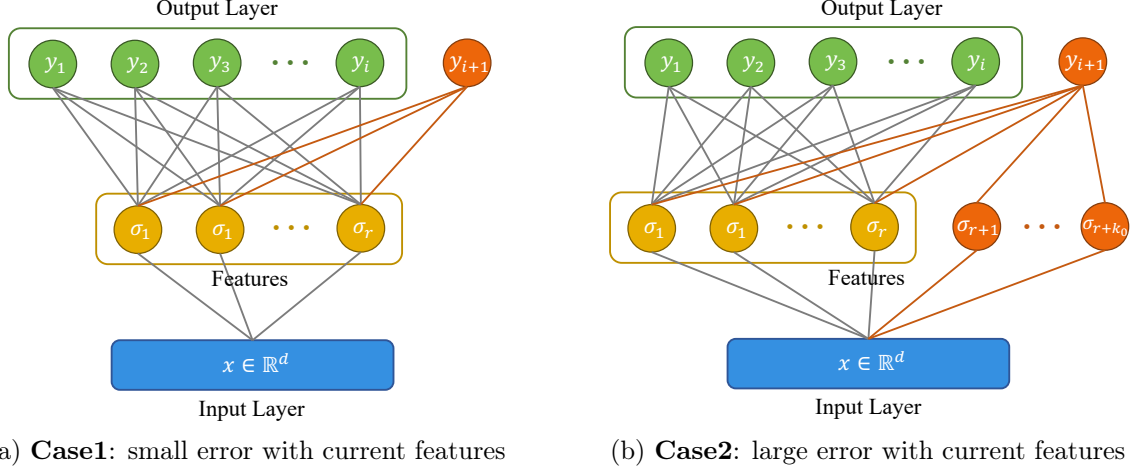 Output Layer
y₁ y₂ y₃ ··· yᵢ yᵢ₊₁
σ₁ σ₁ ··· σᵣ
Features
x ∈ ℝᵈ
Input Layer
a) Case1: small error with current features
Output Layer
y₁ y₂ y₃ ··· yᵢ yᵢ₊₁
σ₁ σ₁ ··· σᵣ σᵣ₊₁ ··· σ_{r+k₀}
Features
x ∈ ℝᵈ
Input Layer
(b) Case2: large error with current features